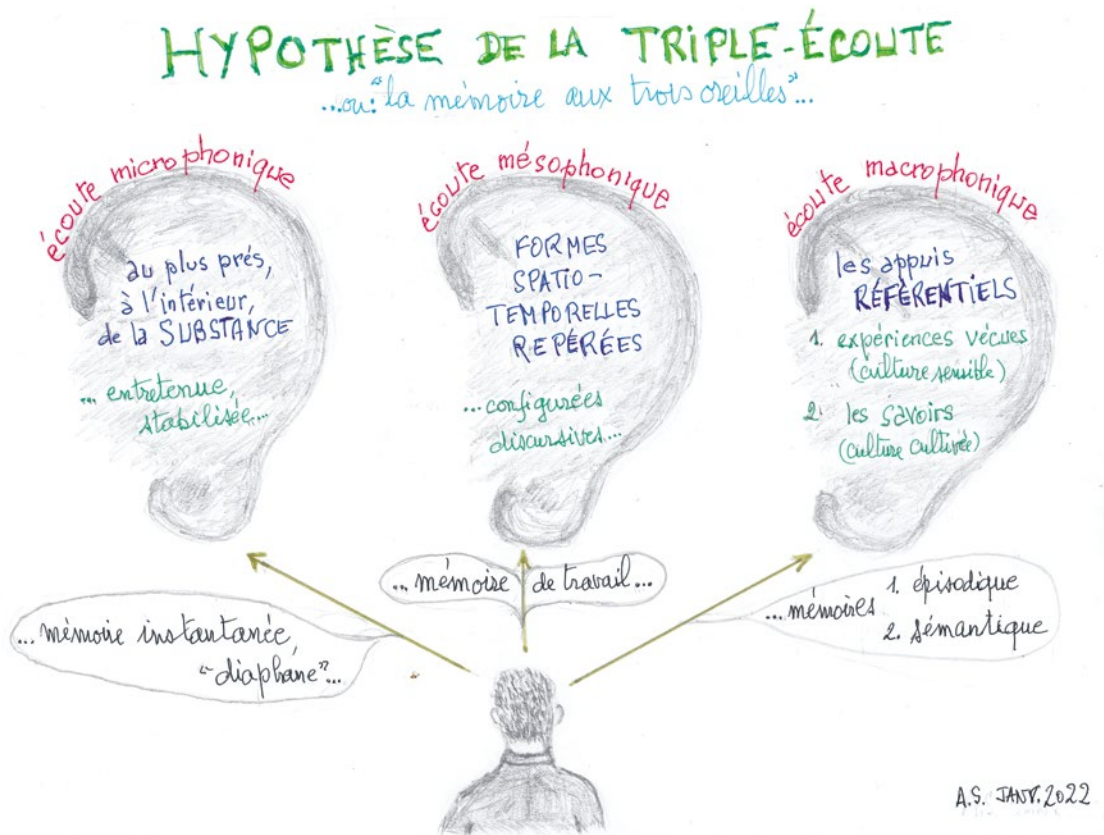 HYPOTHÈSE DE LA TRIPLE-ÉCOUTE
...ou: "la mémoire aux trois oreilles"...
écoute microphonique
au plus prés,
à l'intérieur,
de la SUBSTANCE
... entretenue,
stabilisée...
écoute mésophonique
FORMES
SPATIO-
TEMPORELLES
REPÉRÉES
...configurées
discursives...
écoute macrophonique
les appuis
RÉFÉRENTIELS
1. expériences vécues
(culture sensible)
2. les savoirs
(culture cultivée)
... mémoire instantanée,
"diaphane"...
... mémoire de travail...
...mémoires 1. épisodique
2. sémantique
A.S. JANV. 2022